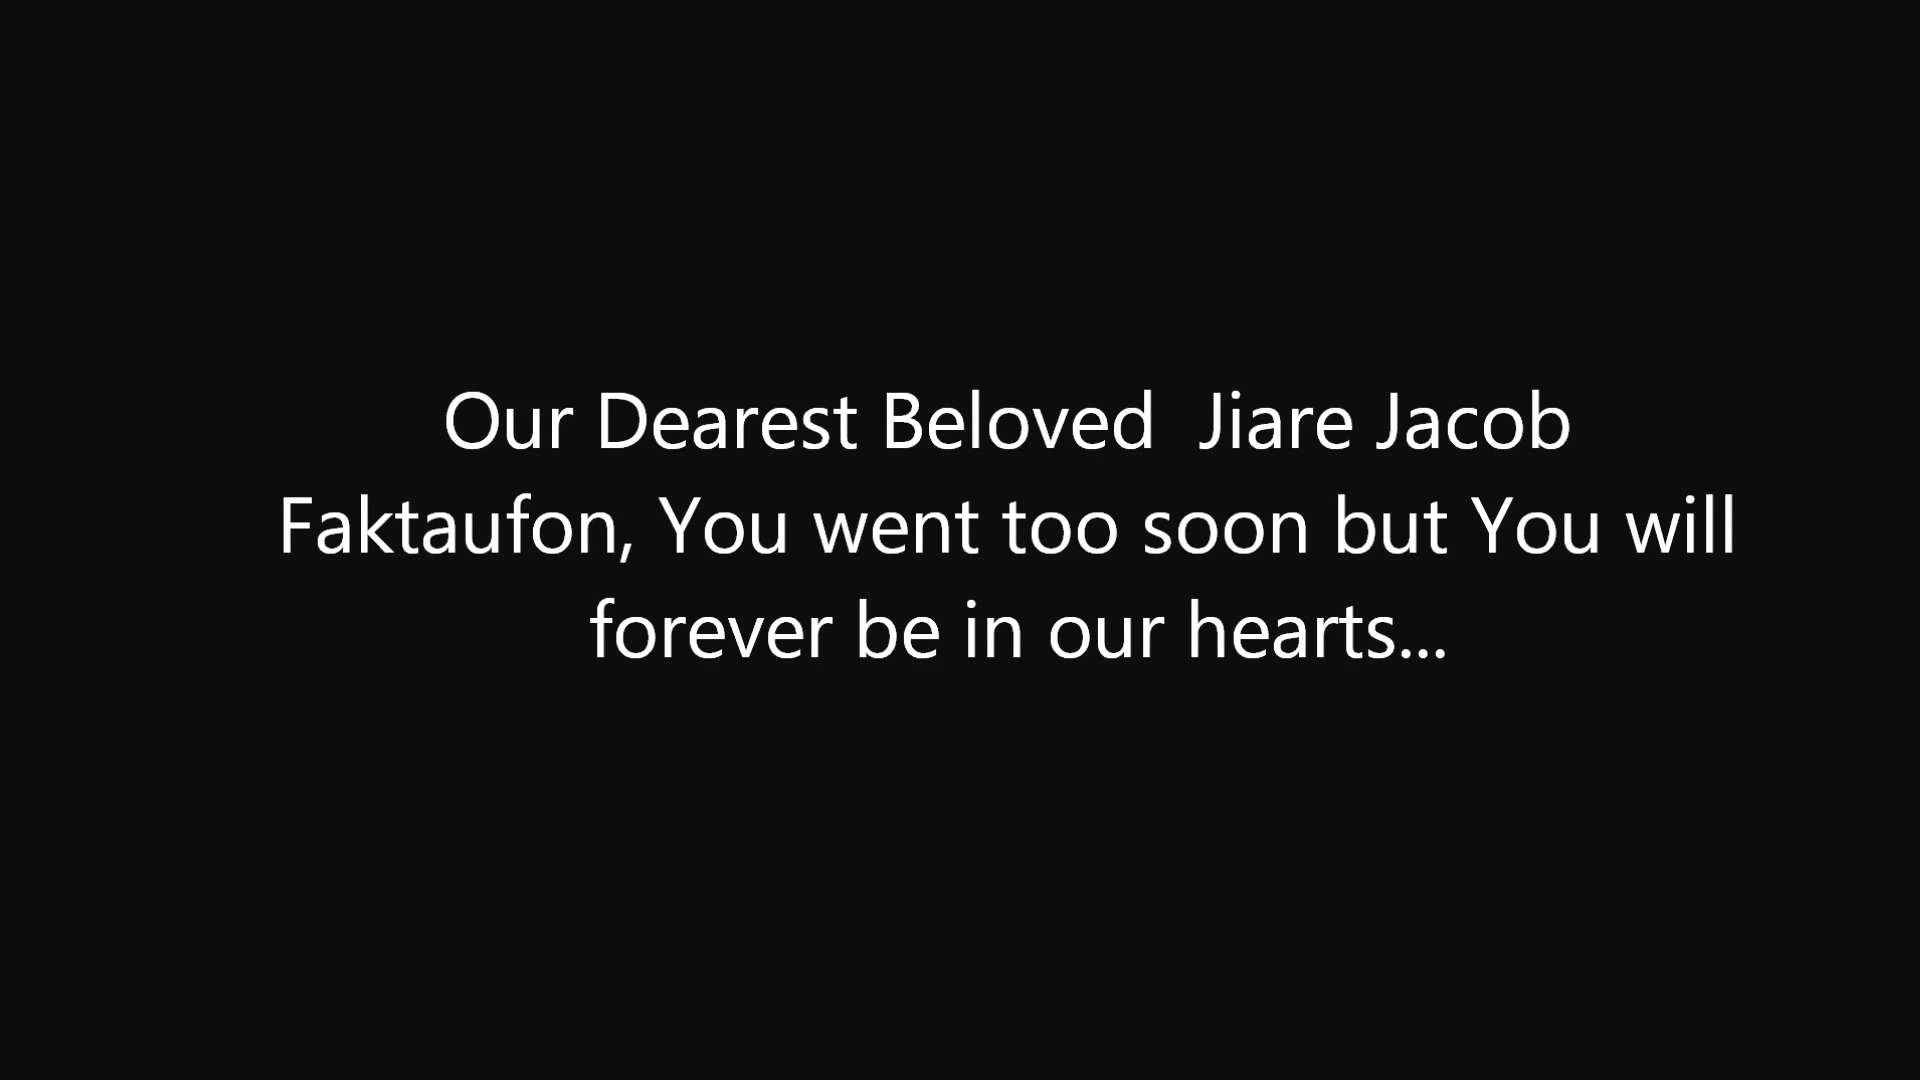 Our Dearest Beloved  Jiare Jacob
Faktaufon, You went too soon but You will
forever be in our hearts...